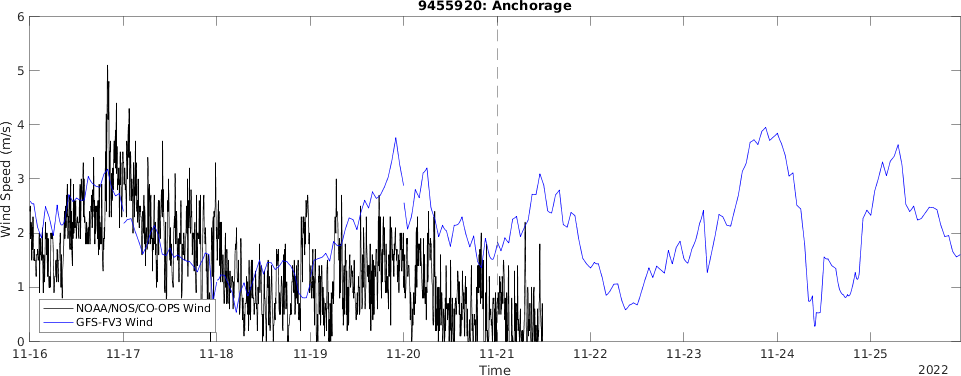 9455920: Anchorage
6
5
4
3
2
1
0
Wind Speed (m/s)
NOAA/NOS/CO-OPS Wind
GFS-FV3 Wind
11-16 11-17 11-18 11-19 11-20 11-21 11-22 11-23 11-24 11-25
Time
2022